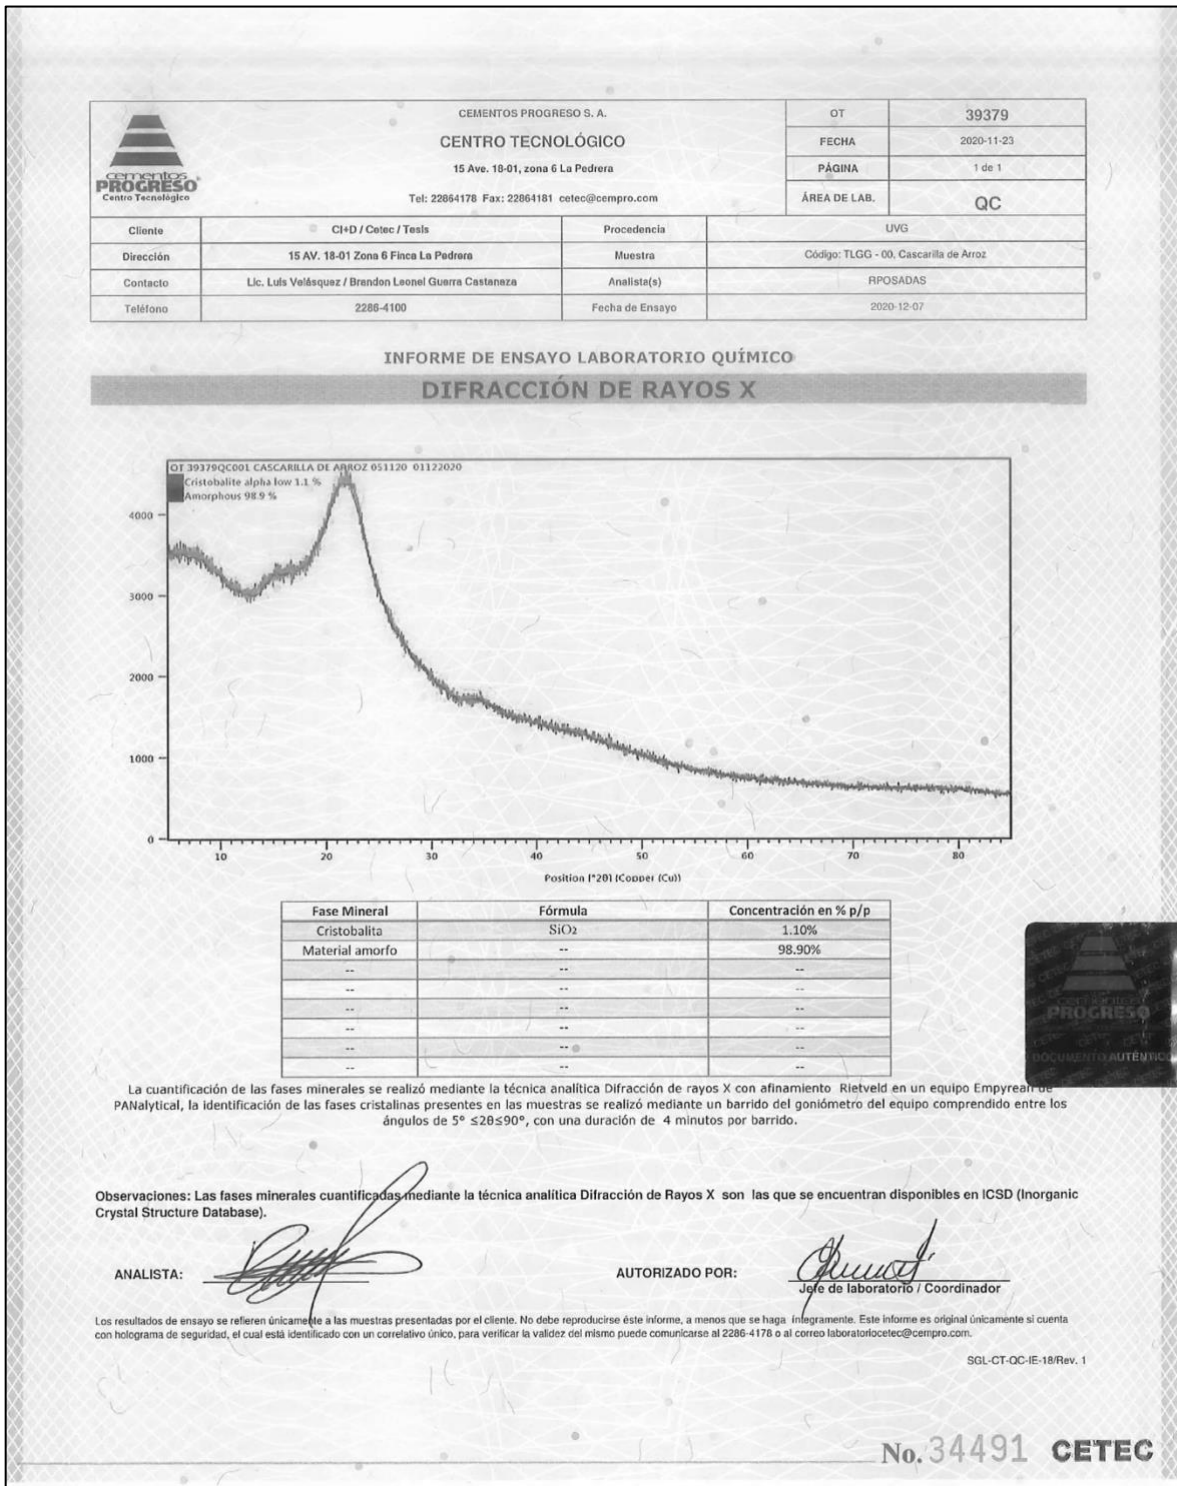 CEMENTOS PROGRESO S. A.
CENTRO TECNOLÓGICO
15 Ave. 18-01, zona 6 La Pedrera
Tel: 22864178 Fax: 22864181 cetec@cempro.com
cementos
PROGRESO
Centro Tecnológico
OT 39379
FECHA 2020-11-23
PÁGINA 1 de 1
ÁREA DE LAB. QC
Cliente CI+D / Cetec / Tesis Procedencia UVG
Dirección 15 AV. 18-01 Zona 6 Finca La Pedrera Muestra Código: TLGG - 00, Cascarilla de Arroz
Contacto Lic. Luis Velásquez / Brandon Leonel Guerra Castaneza Analista(s) RPOSADAS
Teléfono 2286-4100 Fecha de Ensayo 2020-12-07
INFORME DE ENSAYO LABORATORIO QUÍMICO
DIFRACCIÓN DE RAYOS X
OT 39379QC001 CASCARILLA DE ARROZ 051120 01122020
Cristobalite alpha low 1.1 %
Amorphous 98.9 %
4000
3000
2000
1000
0
10 20 30 40 50 60 70 80
Position [°2θ] (Copper (Cu))
Fase Mineral Fórmula Concentración en % p/p
Cristobalita SiO2 1.10%
Material amorfo -- 98.90%
-- -- --
-- -- --
-- -- --
-- -- --
-- -- --
-- -- --
cementos
PROGRESO
DOCUMENTO AUTÉNTICO
La cuantificación de las fases minerales se realizó mediante la técnica analítica Difracción de rayos X con afinamiento Rietveld en un equipo Empyrean de
PANalytical, la identificación de las fases cristalinas presentes en las muestras se realizó mediante un barrido del goniómetro del equipo comprendido entre los
ángulos de 5° ≤2θ≤90°, con una duración de 4 minutos por barrido.
Observaciones: Las fases minerales cuantificadas mediante la técnica analítica Difracción de Rayos X son las que se encuentran disponibles en ICSD (Inorganic
Crystal Structure Database).
ANALISTA:
AUTORIZADO POR:
Jefe de laboratorio / Coordinador
Los resultados de ensayo se refieren únicamente a las muestras presentadas por el cliente. No debe reproducirse éste informe, a menos que se haga íntegramente. Este informe es original únicamente si cuenta
con holograma de seguridad, el cual está identificado con un correlativo único, para verificar la validez del mismo puede comunicarse al 2286-4178 o al correo laboratoriocetec@cempro.com.
SGL-CT-QC-IE-18/Rev. 1
No. 34491 CETEC